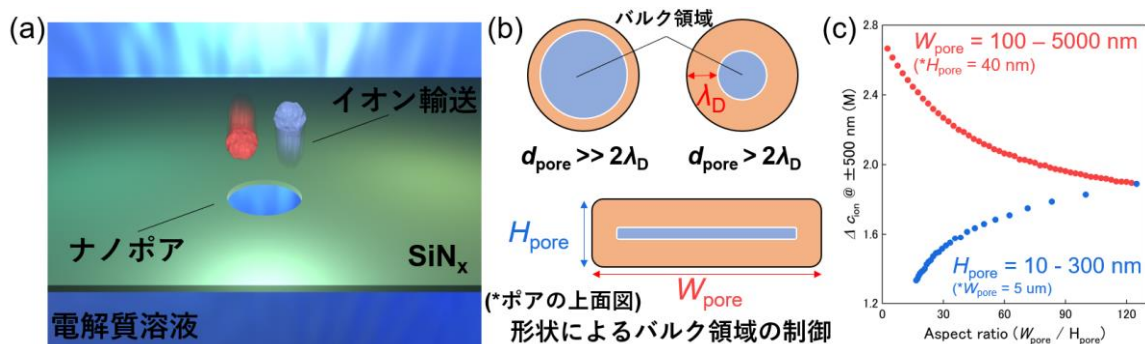 (a)
イオン輸送
ナノポア
SiNx
電解質溶液
(b)
バルク領域
λD
dpore >> 2λD
dpore > 2λD
Hpore
Wpore
(*ポアの上面図)
形状によるバルク領域の制御
(c)
Wpore = 100 – 5000 nm
(*Hpore = 40 nm)
Hpore = 10 - 300 nm
(*Wpore = 5 um)
Δ cion @ ±500 nm (M)
2.8
2.4
2.0
1.6
1.2
0 30 60 90 120
Aspect ratio (Wpore / Hpore)